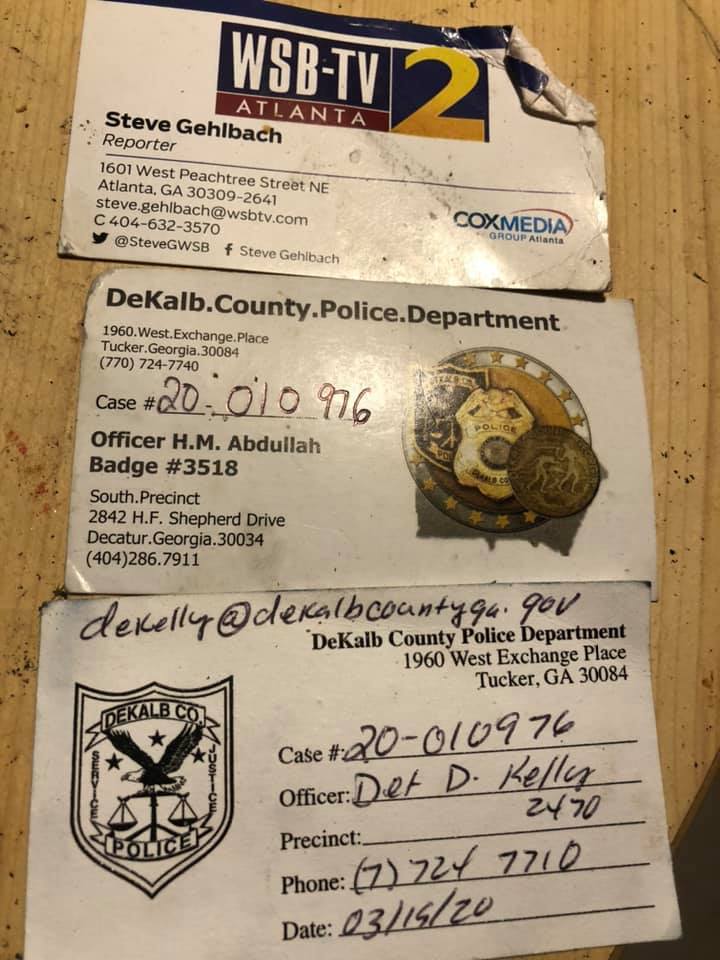 WSB-TV 2
ATLANTA
Steve Gehlbach
Reporter
1601 West Peachtree Street NE
Atlanta, GA 30309-2641
steve.gehlbach@wsbtv.com
C 404-632-3570
@SteveGWSB f Steve Gehlbach
COXMEDIA
GROUP Atlanta
DeKalb.County.Police.Department
1960.West.Exchange.Place
Tucker.Georgia.30084
(770) 724-7740
Case # 20-010976
Officer H.M. Abdullah
Badge #3518
South.Precinct
2842 H.F. Shepherd Drive
Decatur.Georgia.30034
(404)286.7911
POLICE
dekelly@dekalbcountyga.gov
DeKalb County Police Department
1960 West Exchange Place
Tucker, GA 30084
DEKALB CO.
SERVICE
JUSTICE
POLICE
Case #: 20-010976
Officer: Det D. Kelly
2470
Precinct:
Phone: (7) 724 7710
Date: 03/19/20